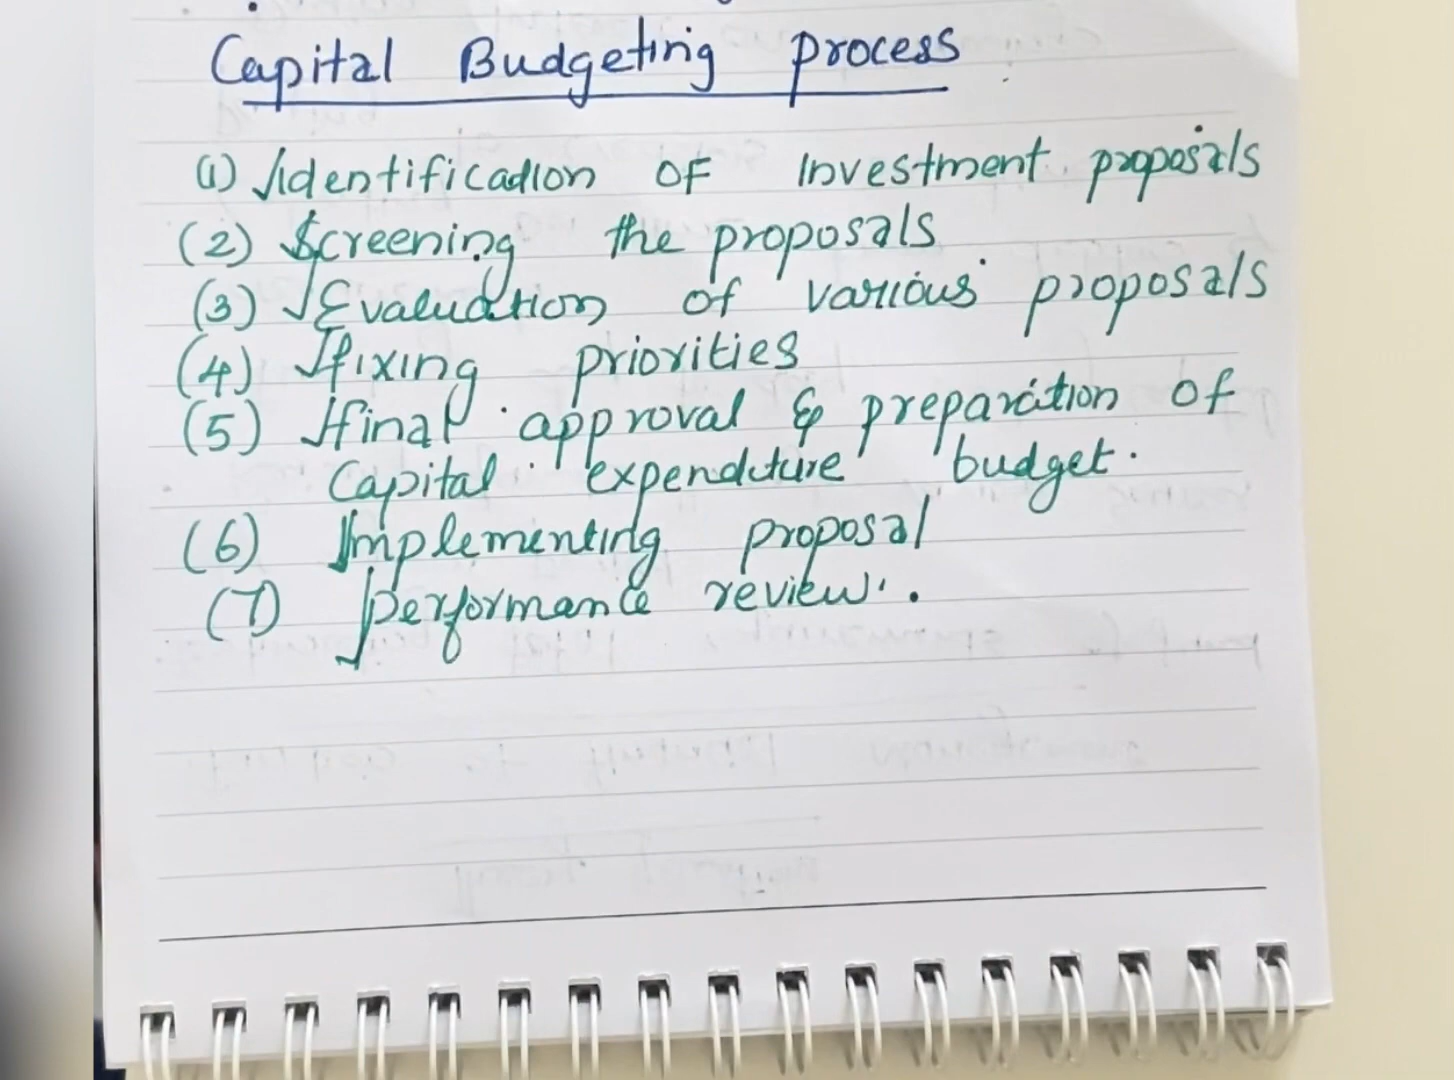 Capital Budgeting process
(1) Identification of Investment proposals
(2) Screening the proposals
(3) Evaluation of various proposals
(4) fixing priorities
(5) final approval & preparation of
Capital expenditure budget.
(6) Implementing proposal
(7) performance review.